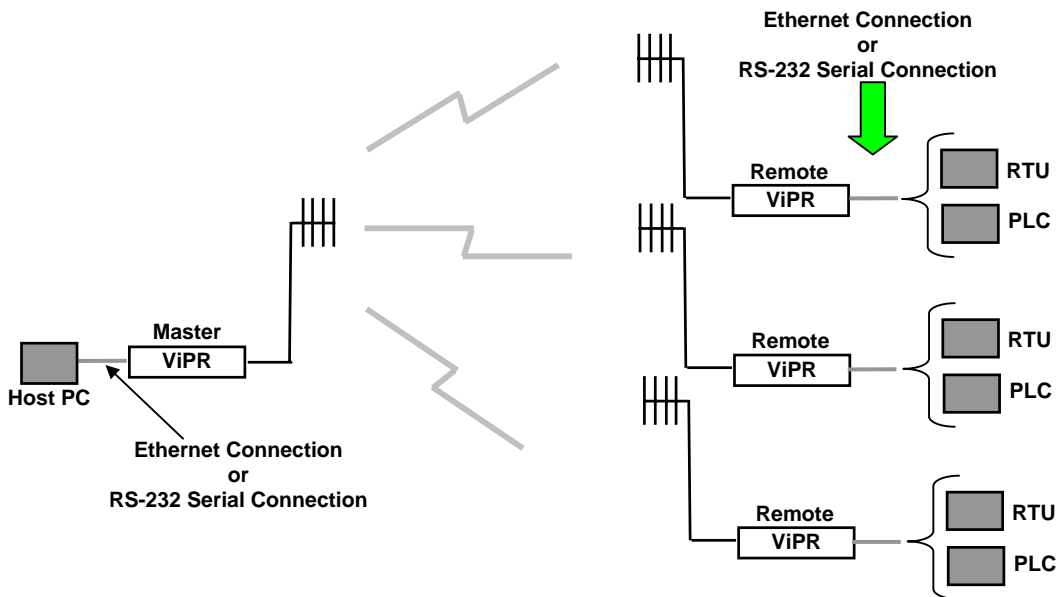 Ethernet Connection
or
RS-232 Serial Connection
Remote
ViPR
RTU
PLC
Master
ViPR
Host PC
Ethernet Connection
or
RS-232 Serial Connection
Remote
ViPR
RTU
PLC
Remote
ViPR
RTU
PLC